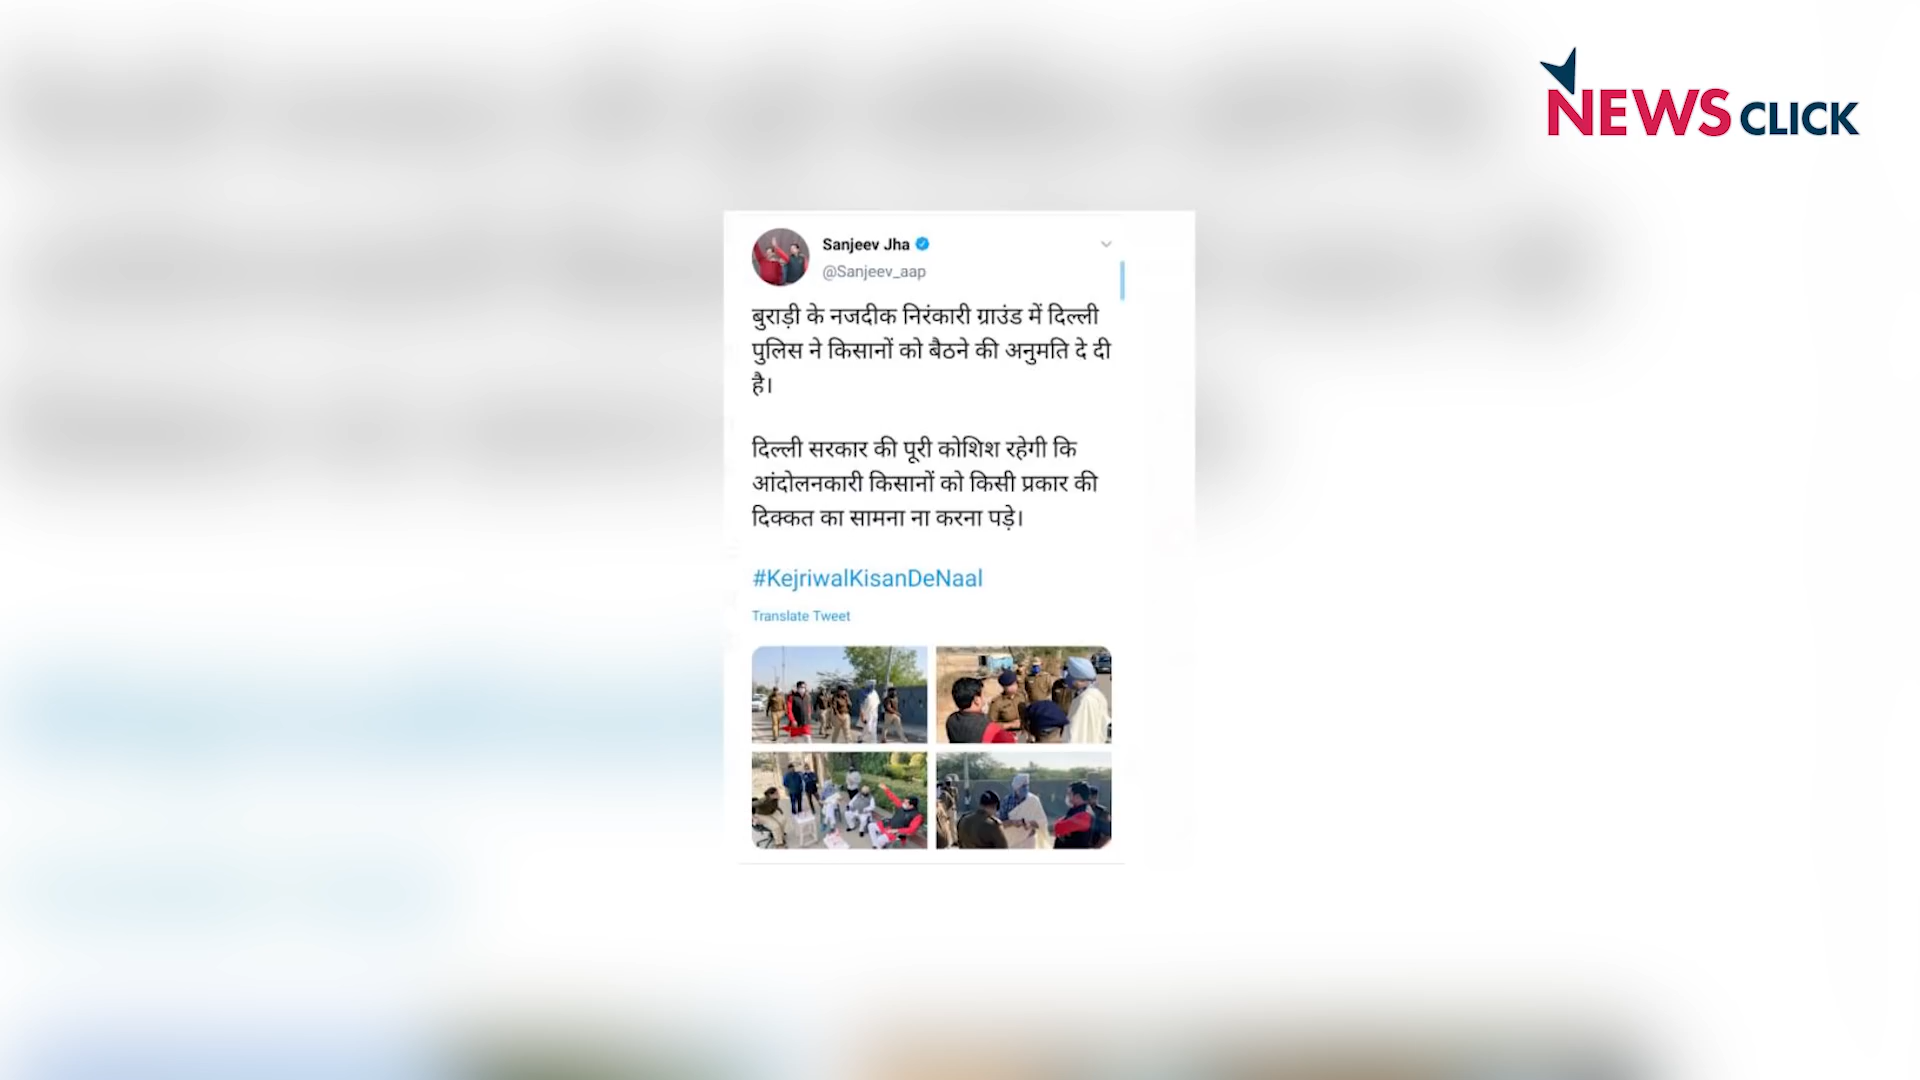 NEWS CLICK
Sanjeev Jha
@Sanjeev_aap
बुराड़ी के नजदीक निरंकारी ग्राउंड में दिल्ली
पुलिस ने किसानों को बैठने की अनुमति दे दी
है।
दिल्ली सरकार की पूरी कोशिश रहेगी कि
आंदोलनकारी किसानों को किसी प्रकार की
दिक्कत का सामना ना करना पड़े।
#KejriwalKisanDeNaal
Translate Tweet